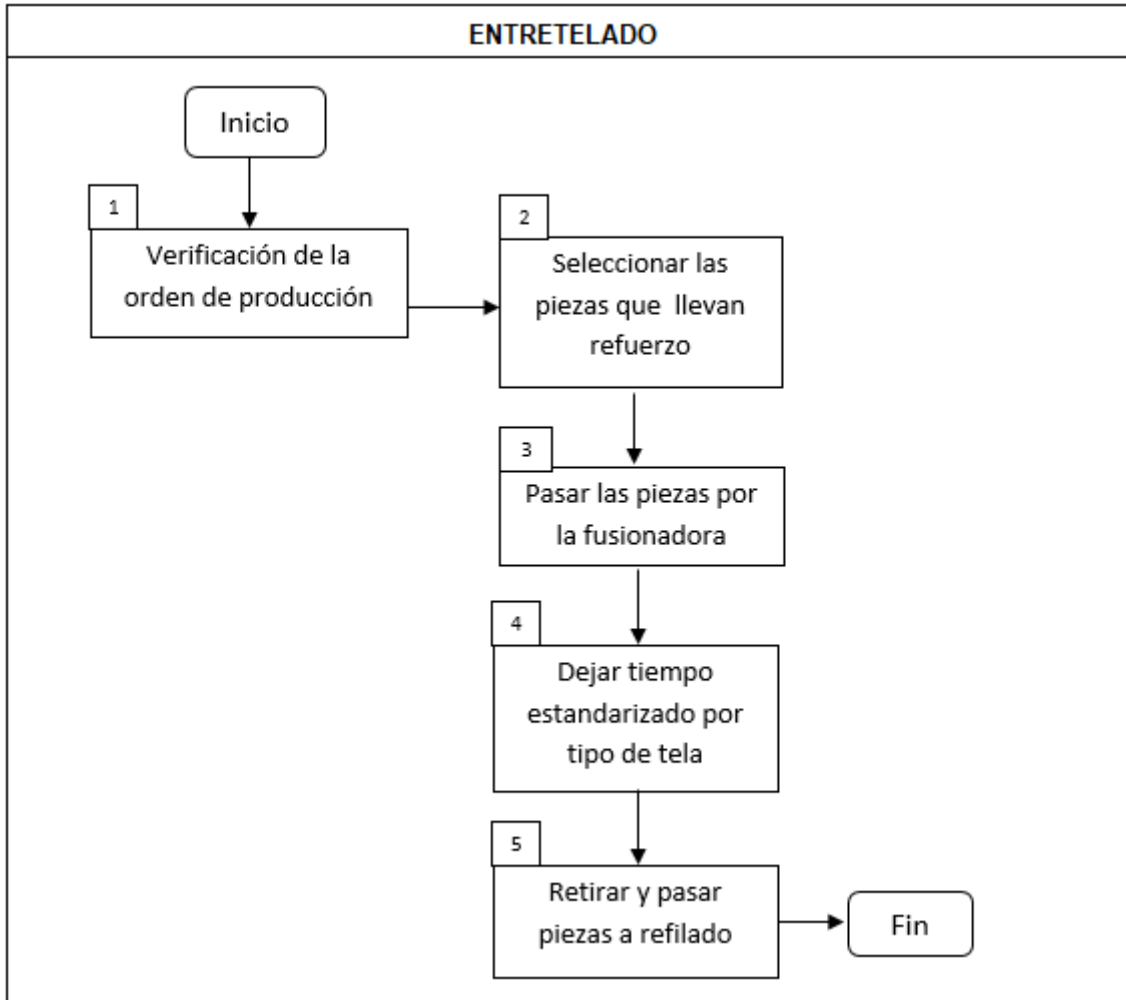 ENTRETELADO
Inicio
1
Verificación de la
orden de producción
2
Seleccionar las
piezas que llevan
refuerzo
3
Pasar las piezas por
la fusionadora
4
Dejar tiempo
estandarizado por
tipo de tela
5
Retirar y pasar
piezas a refilado
Fin